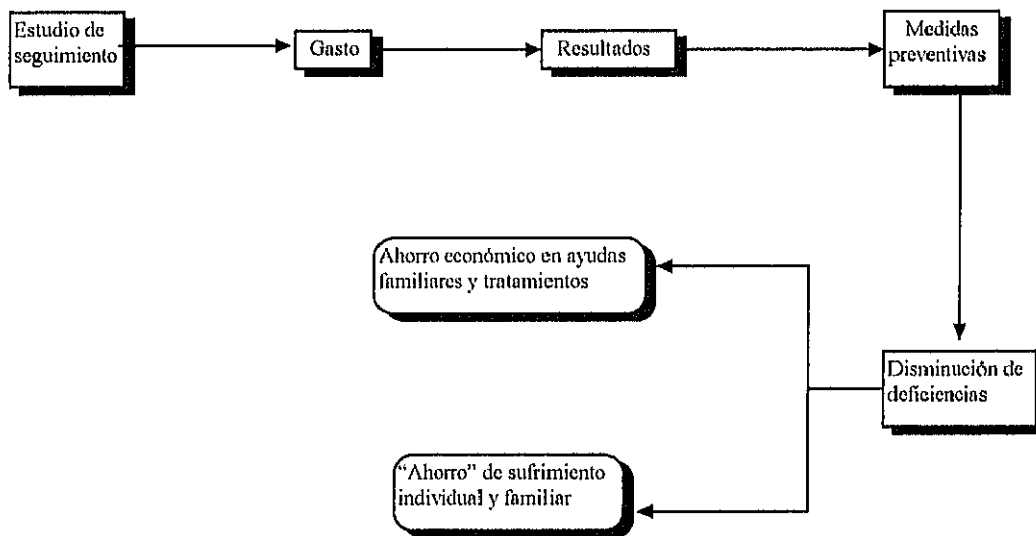 Estudio de
seguimiento
Gasto
Resultados
Medidas
preventivas
Ahorro económico en ayudas
familiares y tratamientos
Disminución de
deficiencias
“Ahorro” de sufrimiento
individual y familiar